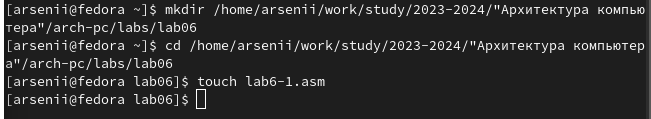 [arsenii@fedora ~]$ mkdir /home/arsenii/work/study/2023-2024/"Архитектура компью
тера"/arch-pc/labs/lab06
[arsenii@fedora ~]$ cd /home/arsenii/work/study/2023-2024/"Архитектура компьютер
а"/arch-pc/labs/lab06
[arsenii@fedora lab06]$ touch lab6-1.asm
[arsenii@fedora lab06]$